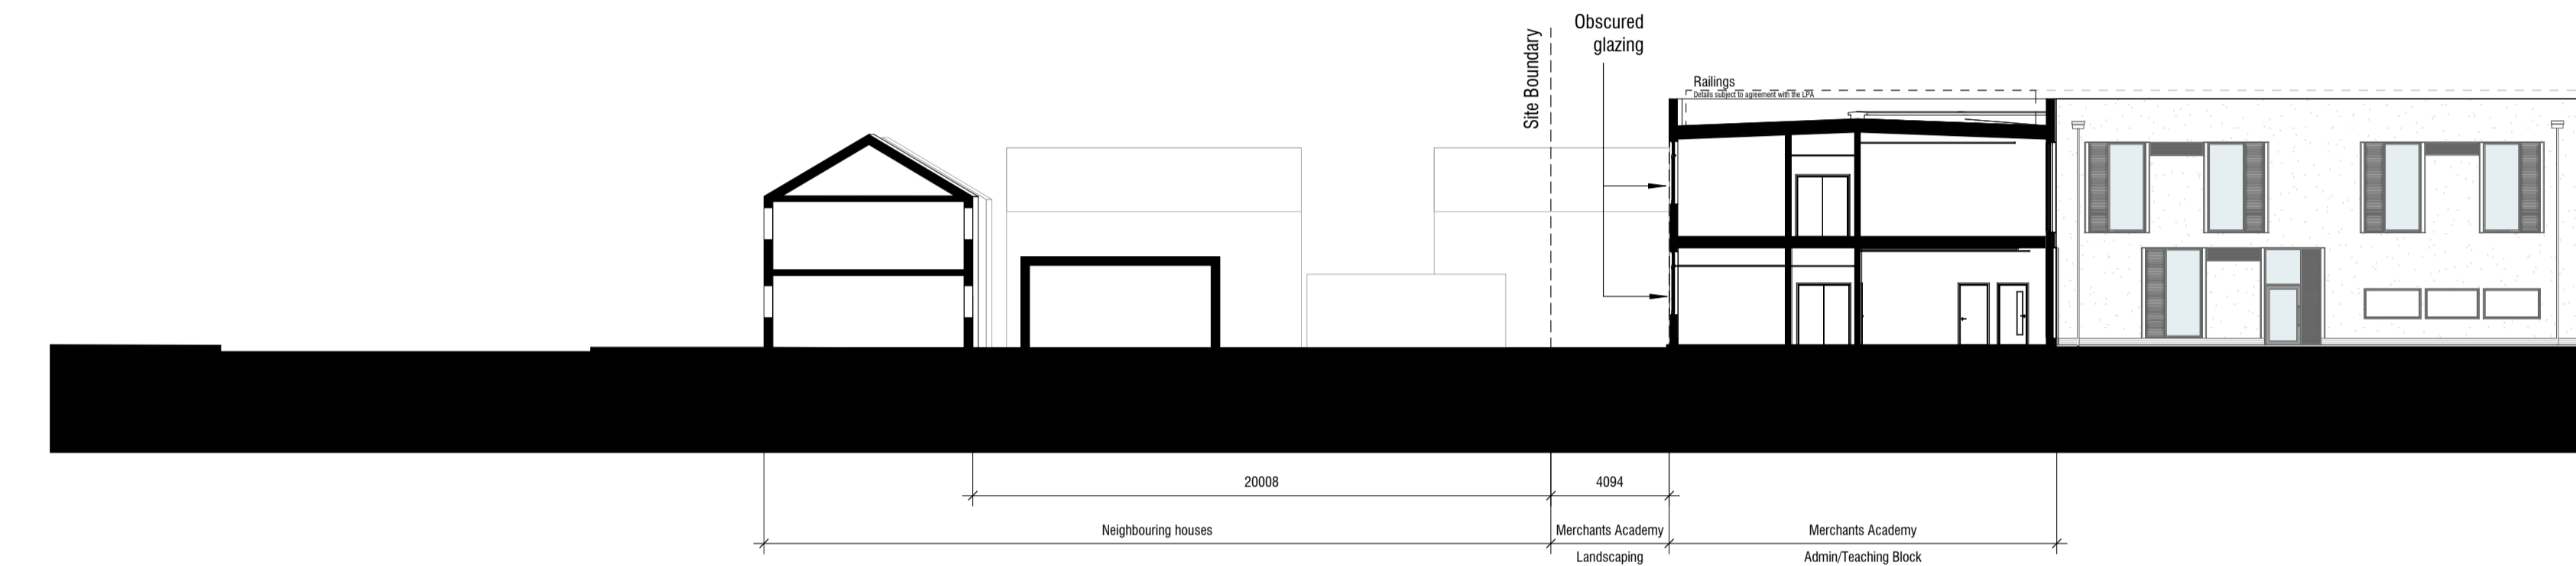 Obscured
glazing
Site Boundary
Railings
Details subject to agreement with the LPA
20008
4094
Neighbouring houses
Merchants Academy
Merchants Academy
Landscaping
Admin/Teaching Block